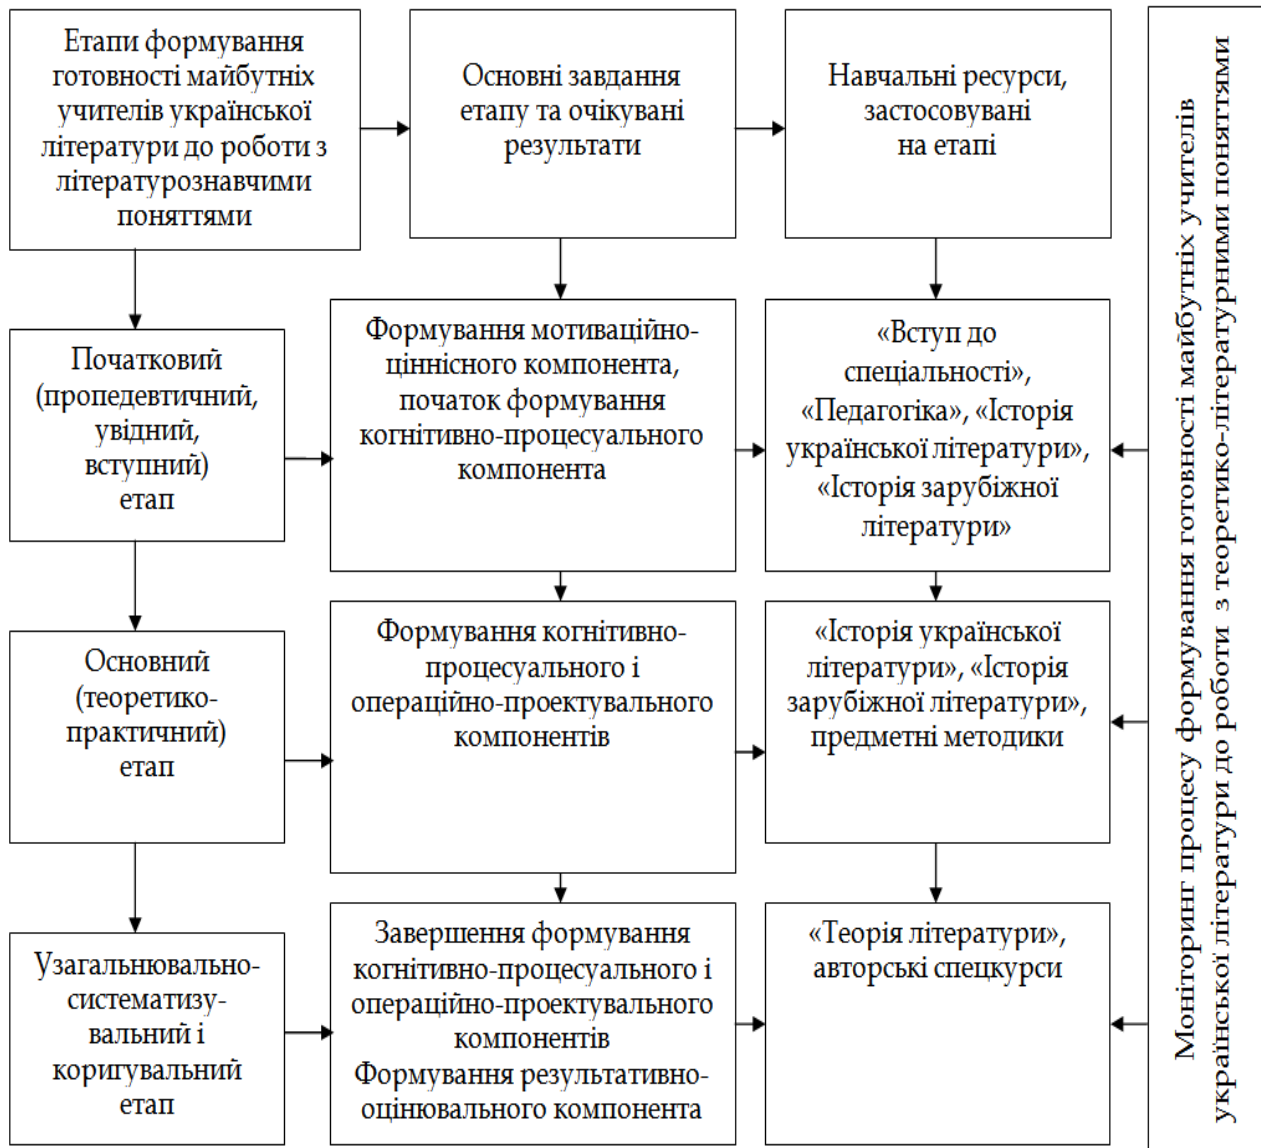 Етапи формування
готовності майбутніх
учителів української
літератури до роботи з
літературознавчими
поняттями
Основні завдання
етапу та очікувані
результати
Навчальні ресурси,
застосовувані
на етапі
Початковий
(пропедевтичний,
увідний,
вступний)
етап
Формування мотиваційно-
ціннісного компонента,
початок формування
когнітивно-процесуального
компонента
«Вступ до
спеціальності»,
«Педагогіка», «Історія
української літератури»,
«Історія зарубіжної
літератури»
Основний
(теоретико-
практичний)
етап
Формування когнітивно-
процесуального і
операційно-проектувального
компонентів
«Історія української
літератури», «Історія
зарубіжної літератури»,
предметні методики
Узагальнювально-
систематизу-
вальний і
коригувальний
етап
Завершення формування
когнітивно-процесуального і
операційно-проектувального
компонентів
Формування результативно-
оцінювального компонента
«Теорія літератури»,
авторські спецкурси
Моніторинг процесу формування готовності майбутніх учителів
української літератури до роботи з теоретико-літературними поняттями